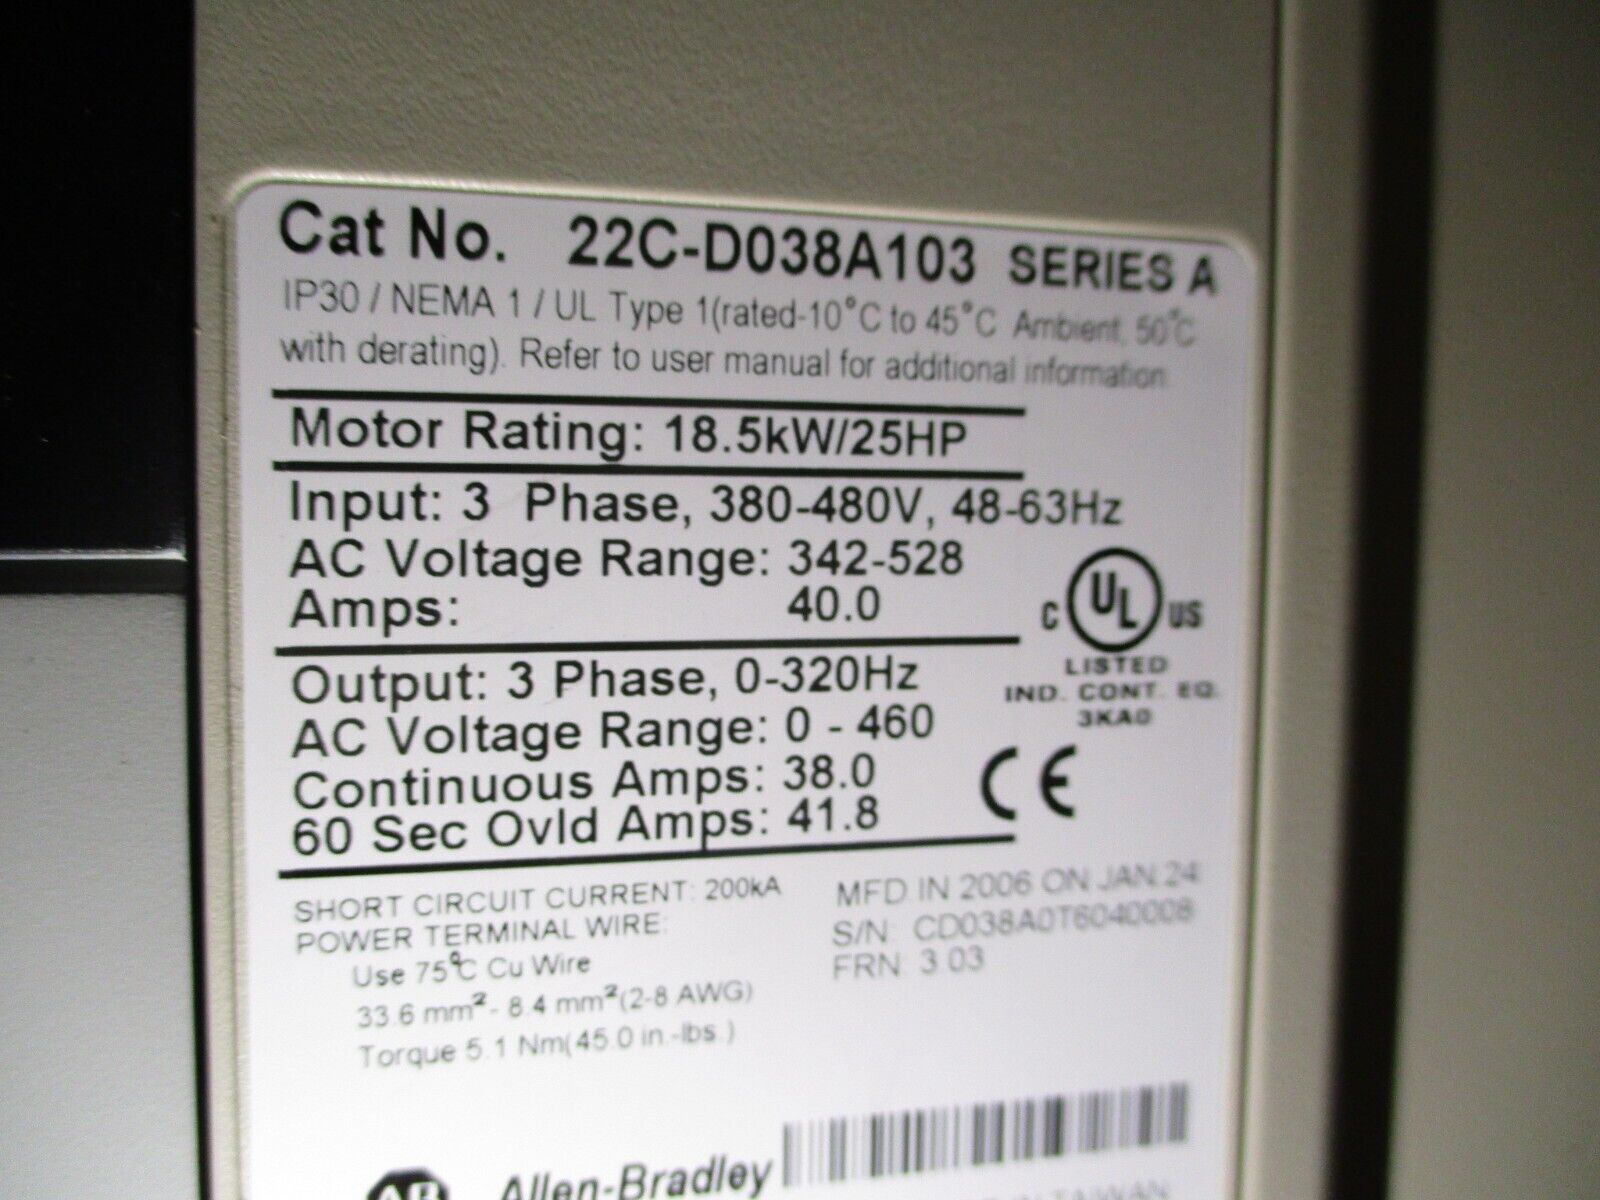 Cat No. 22C-D038A103 SERIES A
IP30 / NEMA 1 / UL Type 1(rated-10°C to 45°C Ambient, 50°C
with derating). Refer to user manual for additional information
Motor Rating: 18.5kW/25HP
Input: 3 Phase, 380-480V, 48-63Hz
AC Voltage Range: 342-528
Amps: 40.0
C UL US
LISTED
IND. CONT. EQ.
3KA0
Output: 3 Phase, 0-320Hz
AC Voltage Range: 0 - 460
Continuous Amps: 38.0
60 Sec Ovld Amps: 41.8
CE
SHORT CIRCUIT CURRENT: 200kA
POWER TERMINAL WIRE:
Use 75°C Cu Wire
33.6 mm²- 8.4 mm²(2-8 AWG)
Torque 5.1 Nm(45.0 in.-lbs.)
MFD IN 2006 ON JAN 24
S/N: CD038A0T6040008
FRN: 3.03
AB Allen-Bradley
IN TAIWAN